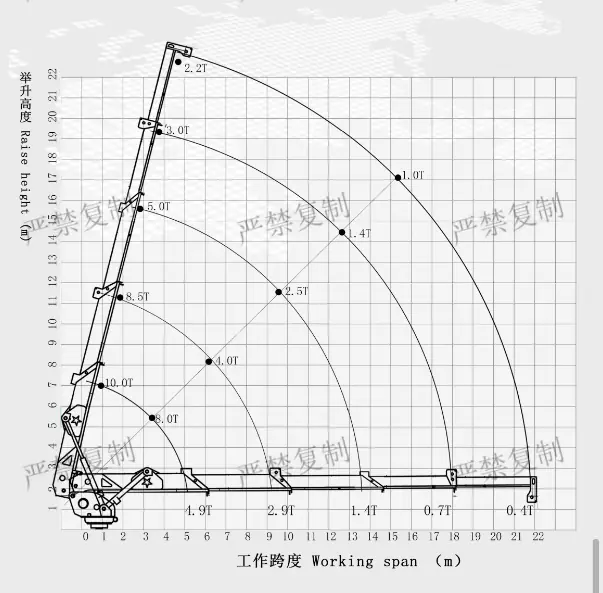 举升高度 Raise height (m)
22
21
20
19
18
17
16
15
14
13
12
11
10
9
8
7
6
5
4
3
2
1
2.2T
3.0T
1.0T
5.0T
严禁复制
严禁复制
严禁复制
1.4T
8.5T
2.5T
10.0T
4.0T
8.0T
严禁复制
严禁复制
严禁复制
4.9T 2.9T 1.4T 0.7T 0.4T
0 1 2 3 4 5 6 7 8 9 10 11 12 13 14 15 16 17 18 19 20 21 22
工作跨度 Working span （m）